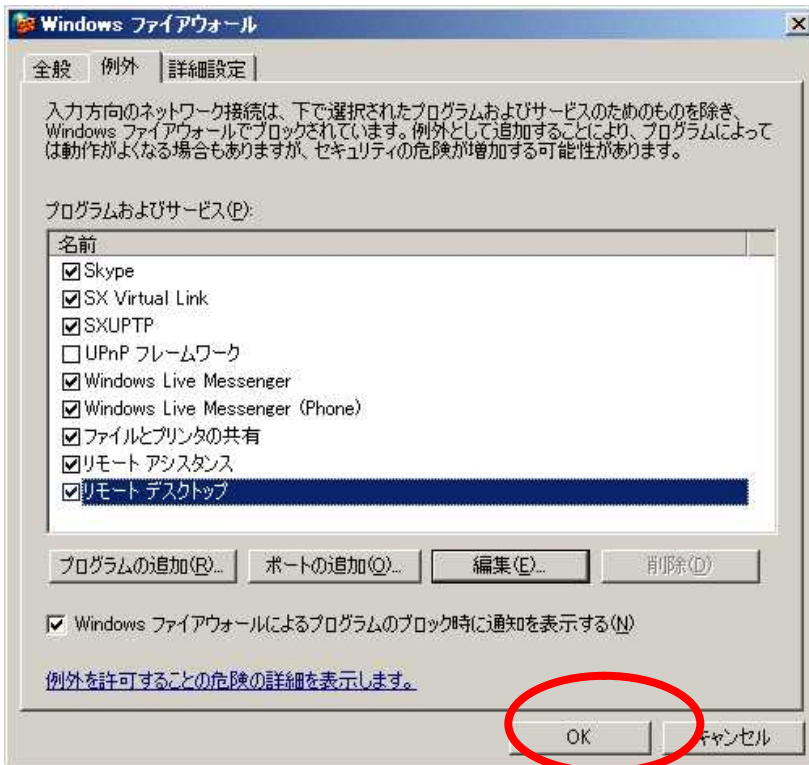 Windows ファイアウォール
全般 例外 詳細設定
入力方向のネットワーク接続は、下で選択されたプログラムおよびサービスのためのものを除き、
Windows ファイアウォールでブロックされています。例外として追加することにより、プログラムによって
は動作がよくなる場合もありますが、セキュリティの危険が増加する可能性があります。
プログラムおよびサービス(P):
名前
Skype
SX Virtual Link
SXUPTP
UPnP フレームワーク
Windows Live Messenger
Windows Live Messenger (Phone)
ファイルとプリンタの共有
リモート アシスタンス
リモート デスクトップ
プログラムの追加(R)... ポートの追加(O)... 編集(E)... 削除(D)
Windows ファイアウォールによるプログラムのブロック時に通知を表示する(N)
例外を許可することの危険の詳細を表示します。
OK キャンセル